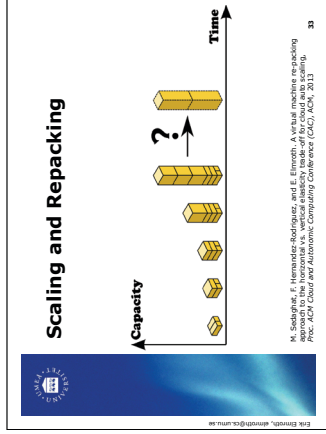 Scaling and Repacking
Capacity
?
Time
M. Sedaghat, F. Hernandez-Rodriguez, and E. Elmroth. A virtual machine re-packing
approach to the horizontal vs. vertical elasticity trade-off for cloud auto scaling,
Proc. ACM Cloud and Autonomic Computing Conference (CAC), ACM, 2013
33
UMEÅ UNIVERSITET
Erik Elmroth, elmroth@cs.umu.se